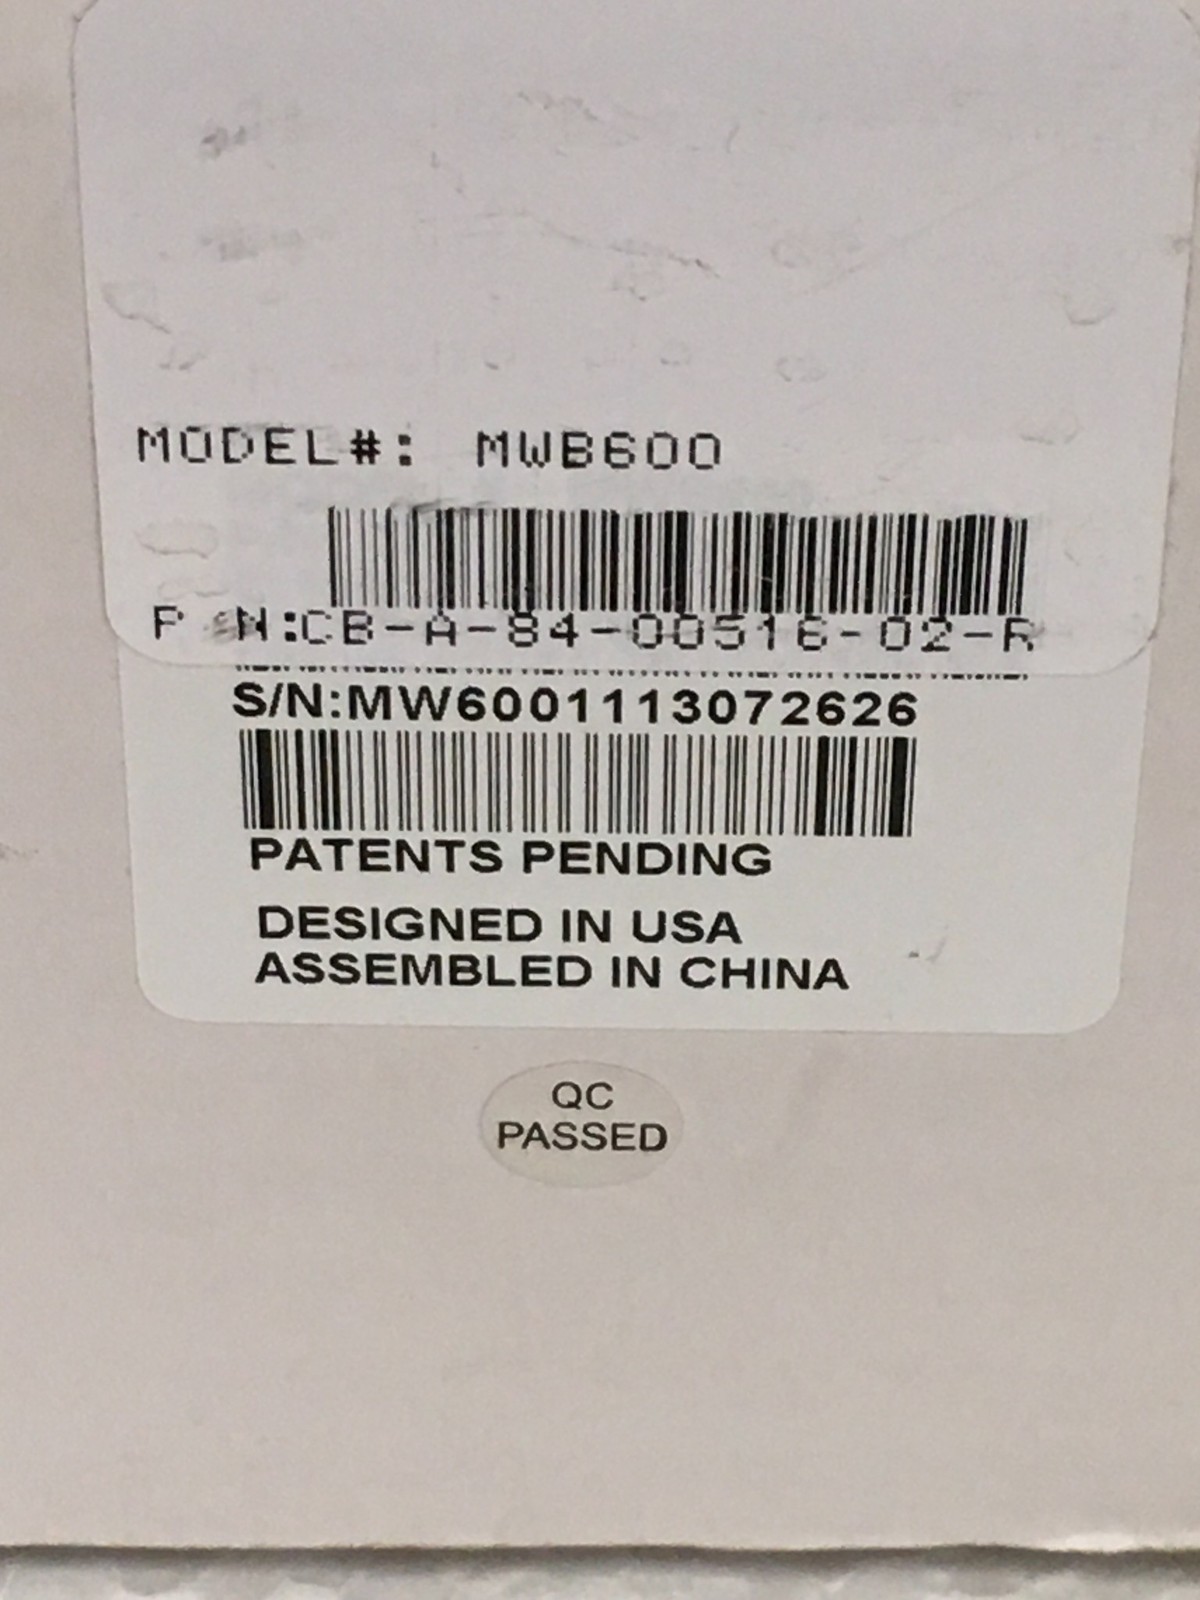 MODEL#: MWB600
P N:CB-A-84-00516-02-R
S/N:MW6001113072626
PATENTS PENDING
DESIGNED IN USA
ASSEMBLED IN CHINA
QC
PASSED